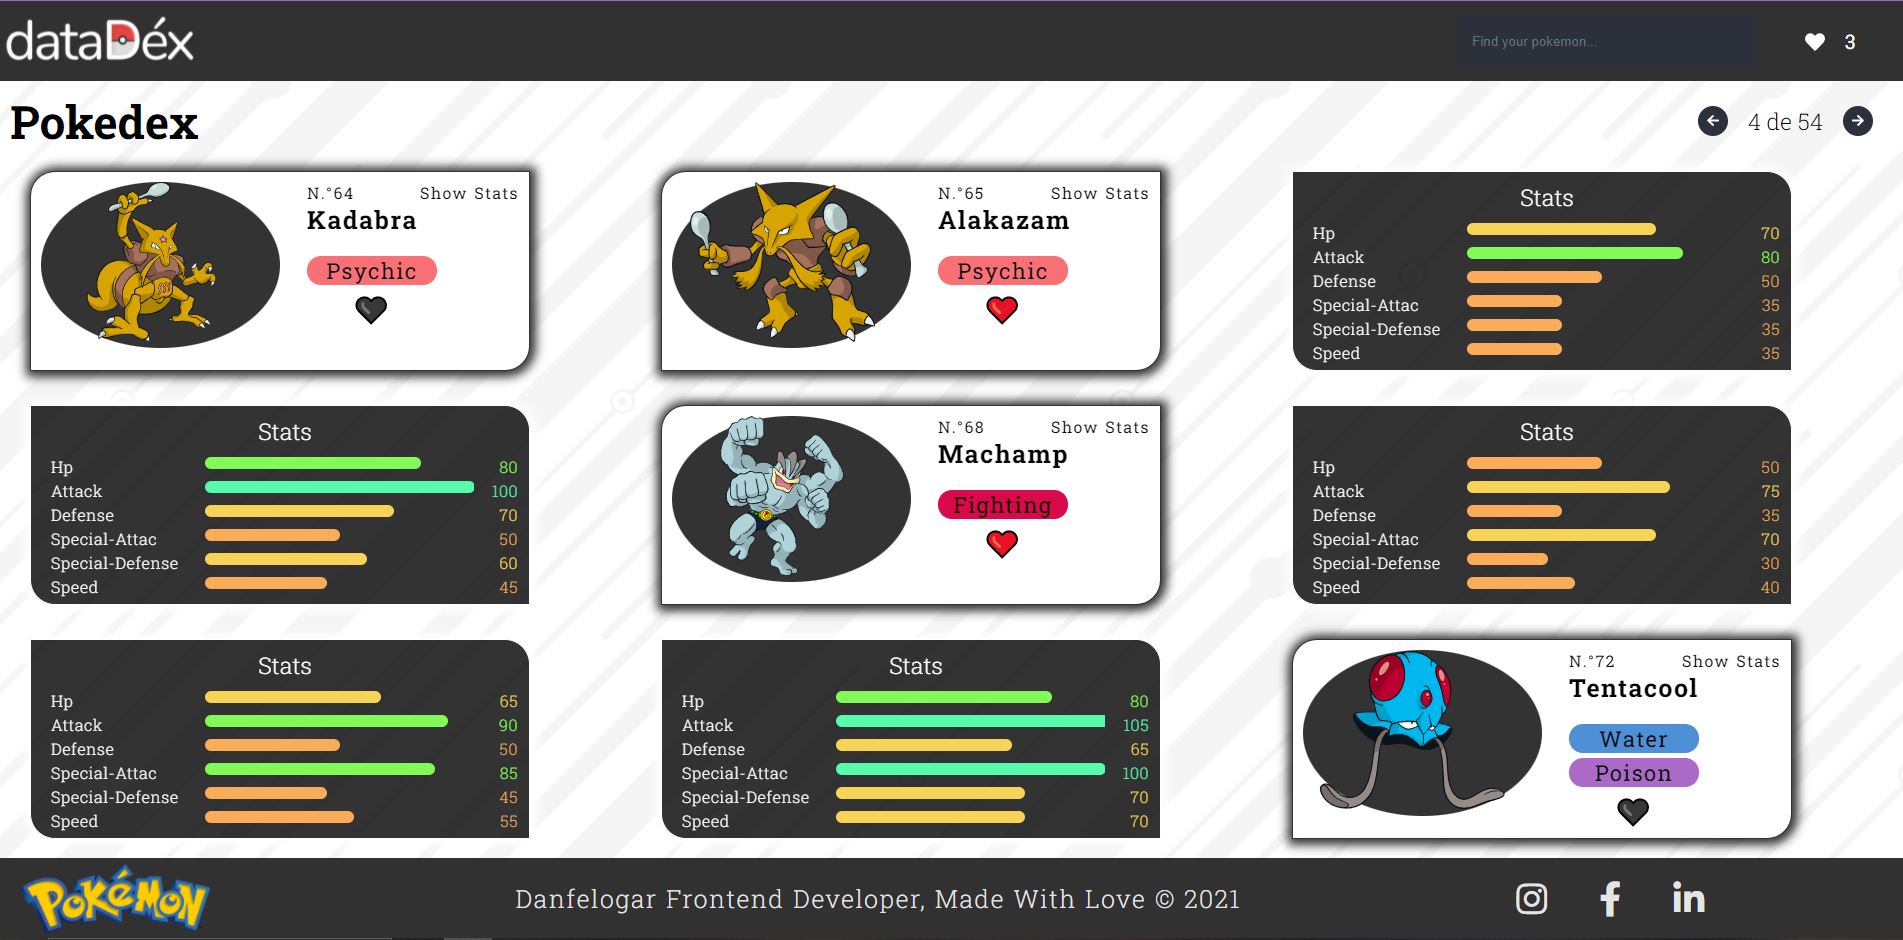 dataDéx
Find your pokemon...
3
Pokedex
4 de 54
N.°64
Show Stats
Kadabra
Psychic
N.°65
Show Stats
Alakazam
Psychic
Stats
Hp 70
Attack 80
Defense 50
Special-Attac 35
Special-Defense 35
Speed 35
Stats
Hp 80
Attack 100
Defense 70
Special-Attac 50
Special-Defense 60
Speed 45
N.°68
Show Stats
Machamp
Fighting
Stats
Hp 50
Attack 75
Defense 35
Special-Attac 70
Special-Defense 30
Speed 40
Stats
Hp 65
Attack 90
Defense 50
Special-Attac 85
Special-Defense 45
Speed 55
Stats
Hp 80
Attack 105
Defense 65
Special-Attac 100
Special-Defense 70
Speed 70
N.°72
Show Stats
Tentacool
Water
Poison
POKéMON
Danfelogar Frontend Developer, Made With Love © 2021